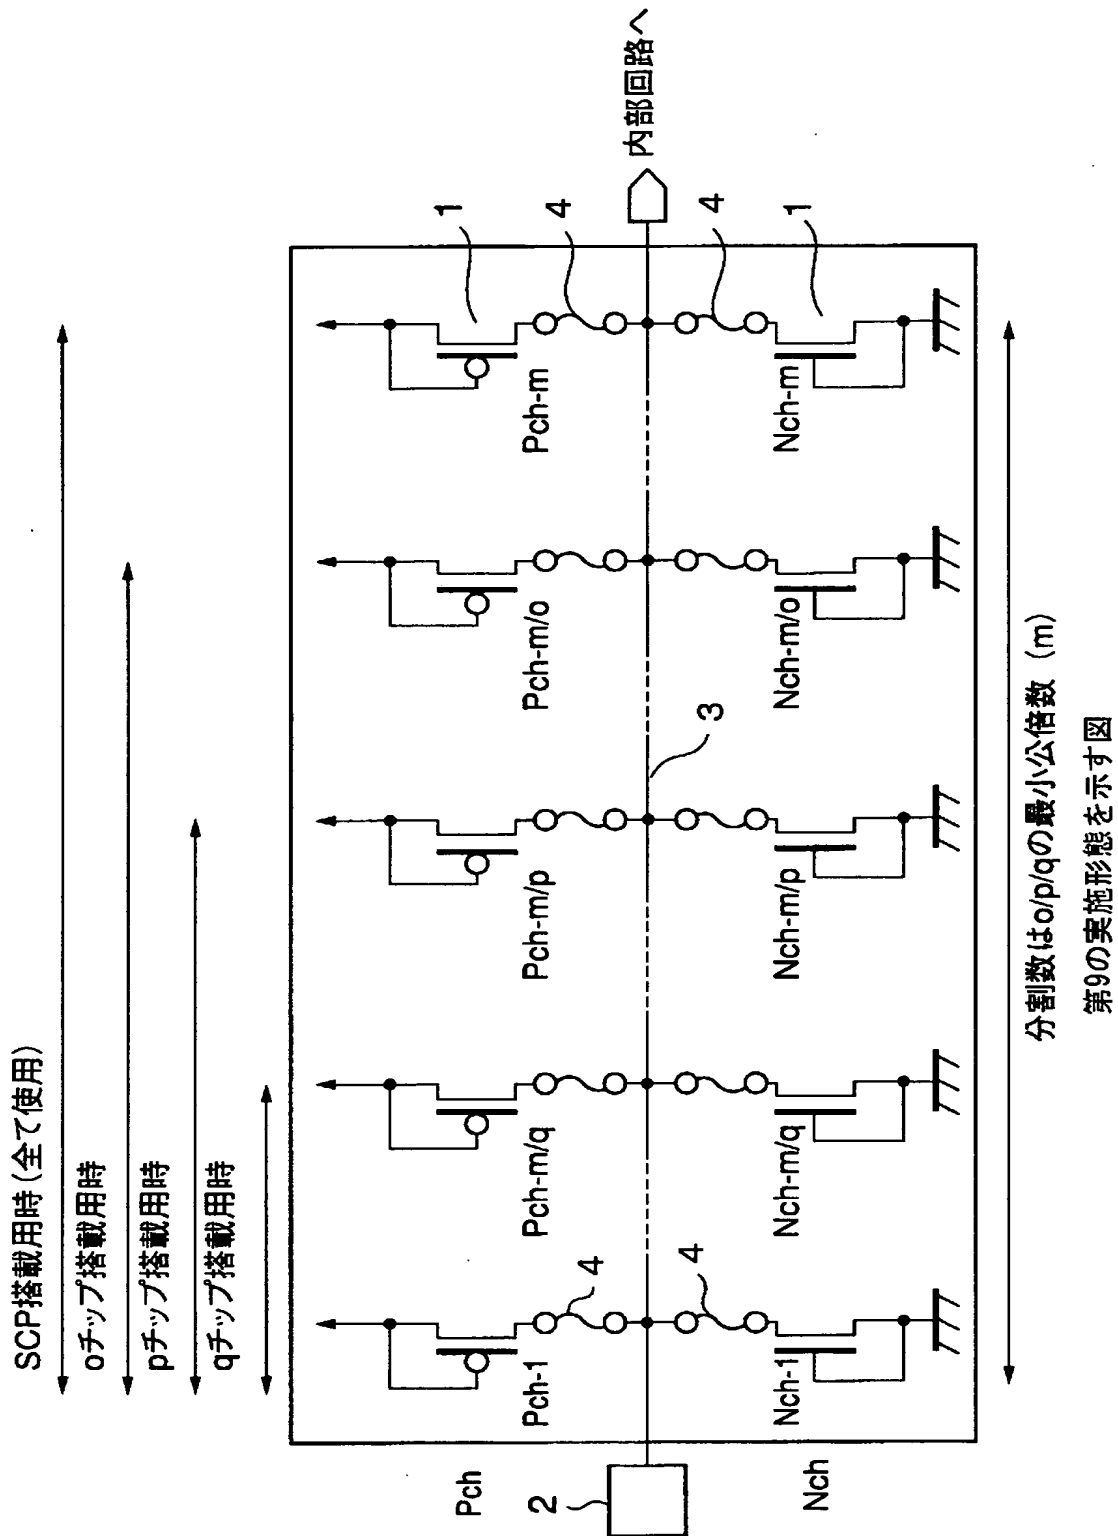 SCP搭載用時(全て使用)
oチップ搭載用時
pチップ搭載用時
qチップ搭載用時
1
4
Pch
Pch-1
Pch-m/q
Pch-m/p
Pch-m/o
Pch-m
4
3
2
内部回路へ
4
4
1
Nch
Nch-1
Nch-m/q
Nch-m/p
Nch-m/o
Nch-m
分割数はo/p/qの最小公倍数 (m)
第9の実施形態を示す図